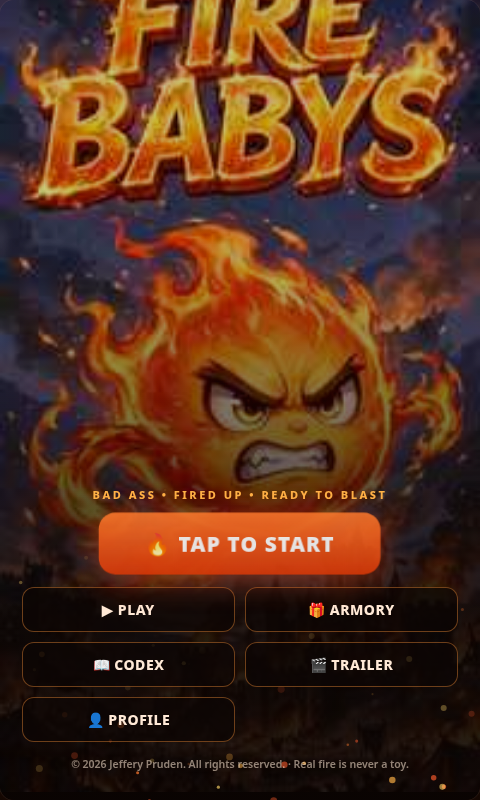 FIRE
BABYS
BAD ASS • FIRED UP • READY TO BLAST
🔥 TAP TO START
▶ PLAY
🎁 ARMORY
📖 CODEX
🎬 TRAILER
👤 PROFILE
© 2026 Jeffery Pruden. All rights reserved. · Real fire is never a toy.